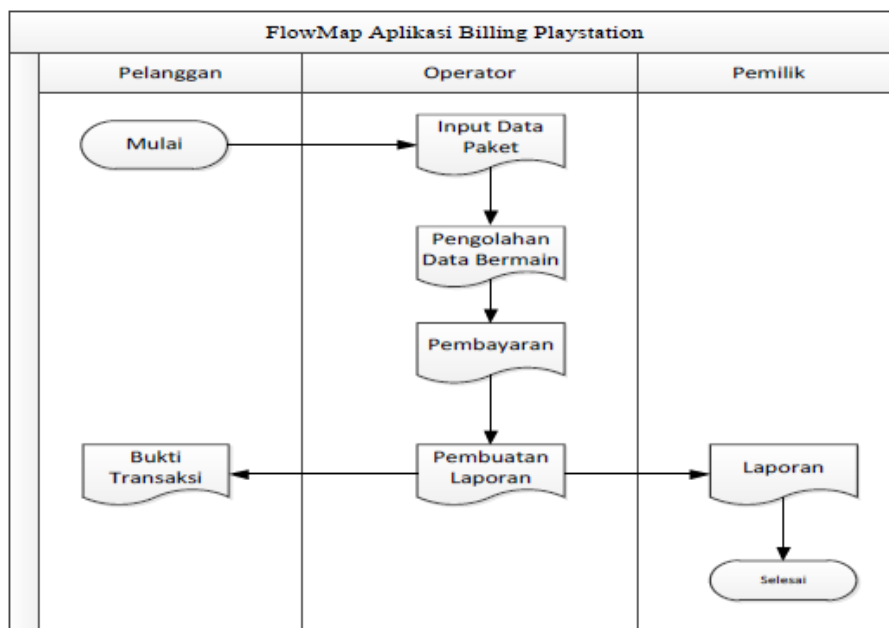 FlowMap Aplikasi Billing Playstation
Pelanggan
Operator
Pemilik
Mulai
Input Data
Paket
Pengolahan
Data Bermain
Pembayaran
Bukti
Transaksi
Pembuatan
Laporan
Laporan
Selesai